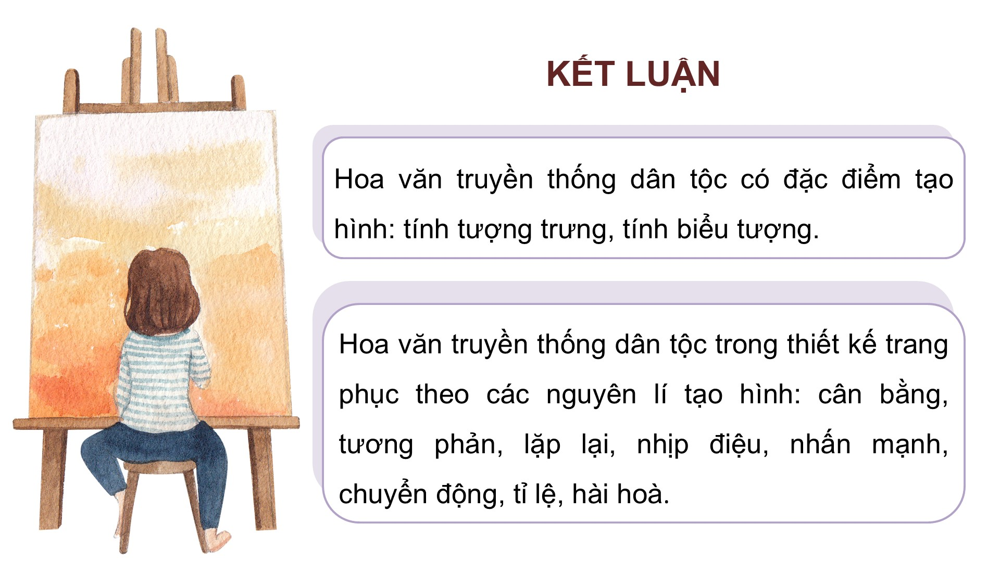 KẾT LUẬN
Hoa văn truyền thống dân tộc có đặc điểm tạo
hình: tính tượng trưng, tính biểu tượng.
Hoa văn truyền thống dân tộc trong thiết kế trang
phục theo các nguyên lí tạo hình: cân bằng,
tương phản, lặp lại, nhịp điệu, nhấn mạnh,
chuyển động, tỉ lệ, hài hoà.